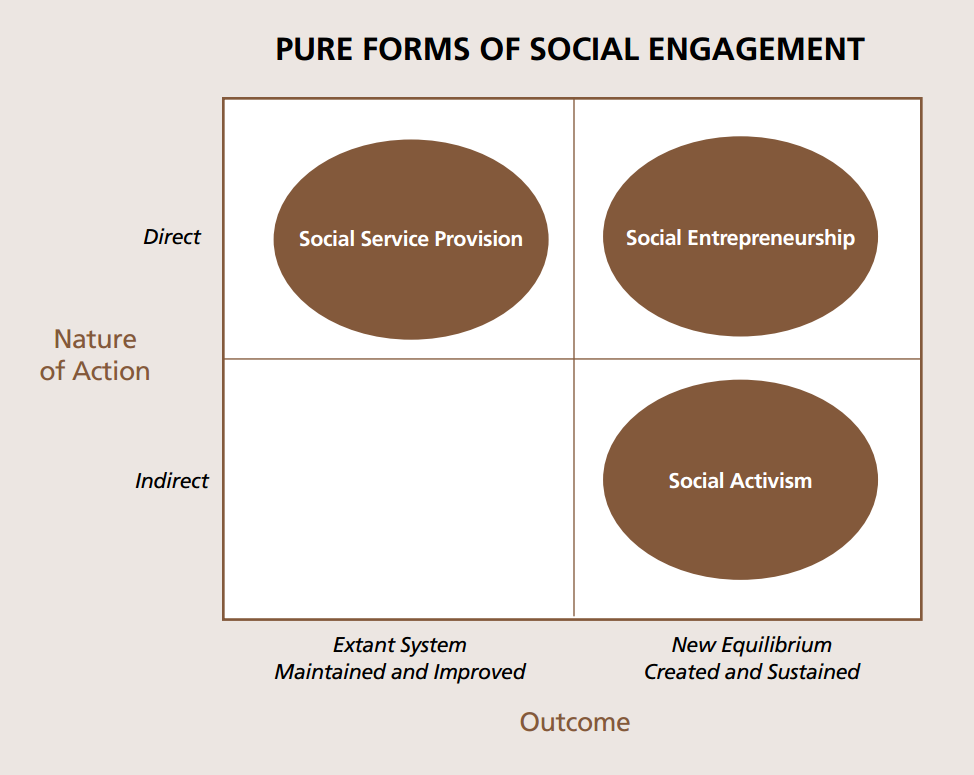 PURE FORMS OF SOCIAL ENGAGEMENT
Direct
Social Service Provision
Social Entrepreneurship
Nature
of Action
Indirect
Social Activism
Extant System
Maintained and Improved
New Equilibrium
Created and Sustained
Outcome